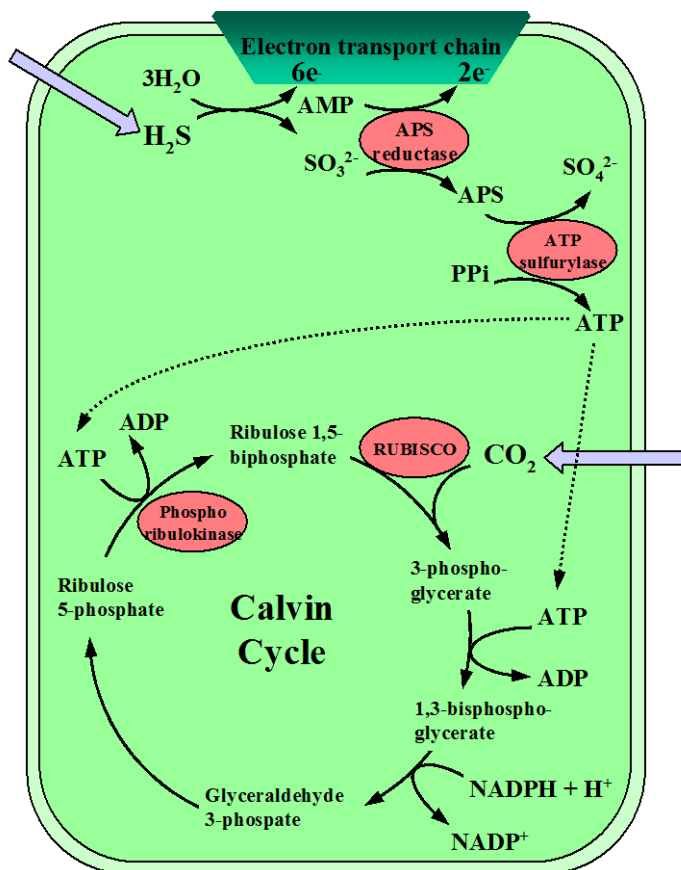 Electron transport chain
6e-
2e-
3H₂O
AMP
H₂S
APS
reductase
SO₃²⁻
SO₄²⁻
APS
ATP
sulfurylase
PPi
ATP
ADP
Ribulose 1,5-
biphosphate
RUBISCO
CO₂
ATP
Phospho
ribulokinase
3-phospho-
glycerate
Ribulose
5-phosphate
Calvin
Cycle
ATP
ADP
1,3-bisphospho-
glycerate
Glyceraldehyde
3-phospate
NADPH + H⁺
NADP⁺